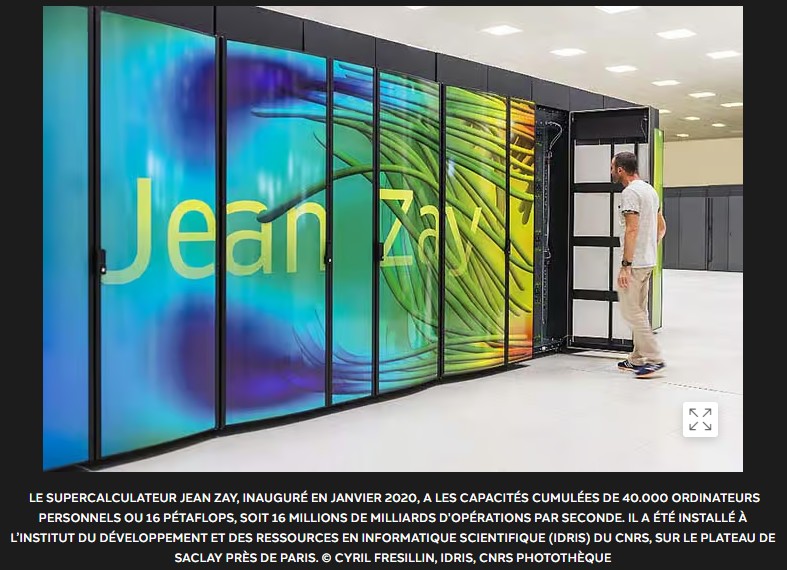 Jean Zay
LE SUPERCALCULATEUR JEAN ZAY, INAUGURÉ EN JANVIER 2020, A LES CAPACITÉS CUMULÉES DE 40.000 ORDINATEURS
PERSONNELS OU 16 PÉTAFLOPS, SOIT 16 MILLIONS DE MILLIARDS D'OPÉRATIONS PAR SECONDE. IL A ÉTÉ INSTALLÉ À
L'INSTITUT DU DÉVELOPPEMENT ET DES RESSOURCES EN INFORMATIQUE SCIENTIFIQUE (IDRIS) DU CNRS, SUR LE PLATEAU DE
SACLAY PRÈS DE PARIS. © CYRIL FRESILLIN, IDRIS, CNRS PHOTOTHÈQUE